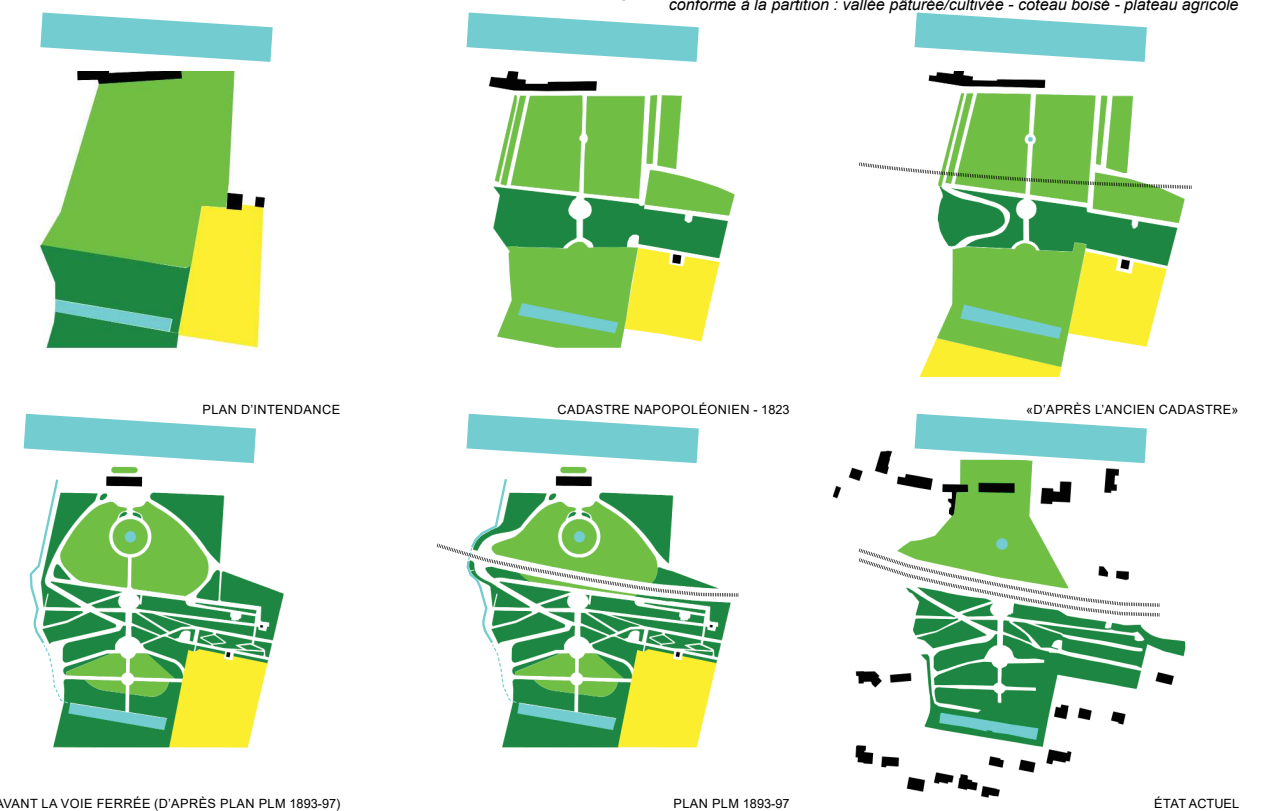 conforme à la partition : vallée pâturée/cultivée - coteau boisé - plateau agricole
PLAN D'INTENDANCE
CADASTRE NAPOPOLÉONIEN - 1823
«D'APRÈS L'ANCIEN CADASTRE»
AVANT LA VOIE FERRÉE (D'APRÈS PLAN PLM 1893-97)
PLAN PLM 1893-97
ÉTAT ACTUEL